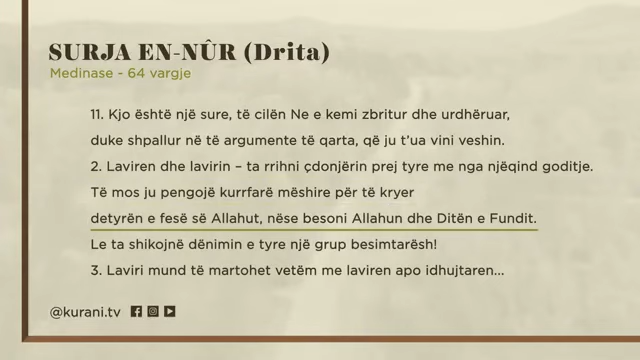 SURJA EN-NÛR (Drita)
Medinase - 64 vargje
11. Kjo është një sure, të cilën Ne e kemi zbritur dhe urdhëruar,
duke shpallur në të argumente të qarta, që ju t’ua vini veshin.
2. Laviren dhe lavirin – ta rrihni çdonjërin prej tyre me nga njëqind goditje.
Të mos ju pengojë kurrfarë mëshire për të kryer
detyrën e fesë së Allahut, nëse besoni Allahun dhe Ditën e Fundit.
Le ta shikojnë dënimin e tyre një grup besimtarësh!
3. Laviri mund të martohet vetëm me laviren apo idhujtaren...
@kurani.tv